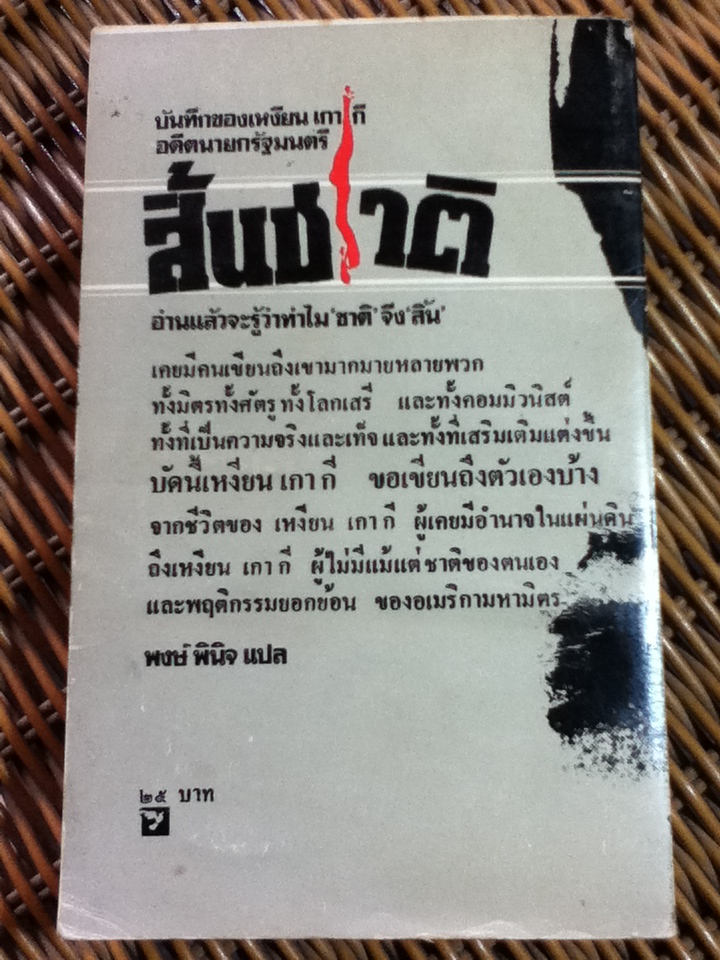 บันทึกของเหงียน เกา กี
อดีตนายกรัฐมนตรี
สิ้นชาติ
อ่านแล้วจะรู้ว่าทำไม 'ชาติ' จึง 'สิ้น'
เคยมีคนเขียนถึงเขามากมายหลายพวก
ทั้งมิตรทั้งศัตรู ทั้งโลกเสรี และทั้งคอมมิวนิสต์
ทั้งที่เป็นความจริงและเท็จ และทั้งที่เสริมเติมแต่งขึ้น
บัดนี้เหงียน เกา กี ขอเขียนถึงตัวเองบ้าง
จากชีวิตของ เหงียน เกา กี ผู้เคยมีอำนาจในแผ่นดิน
ถึงเหงียน เกา กี ผู้ไม่มีแม้แต่ชาติของตนเอง
และพฤติกรรมยอกย้อน ของอเมริกามหามิตร
พงษ์ พินิจ แปล
๒๕ บาท